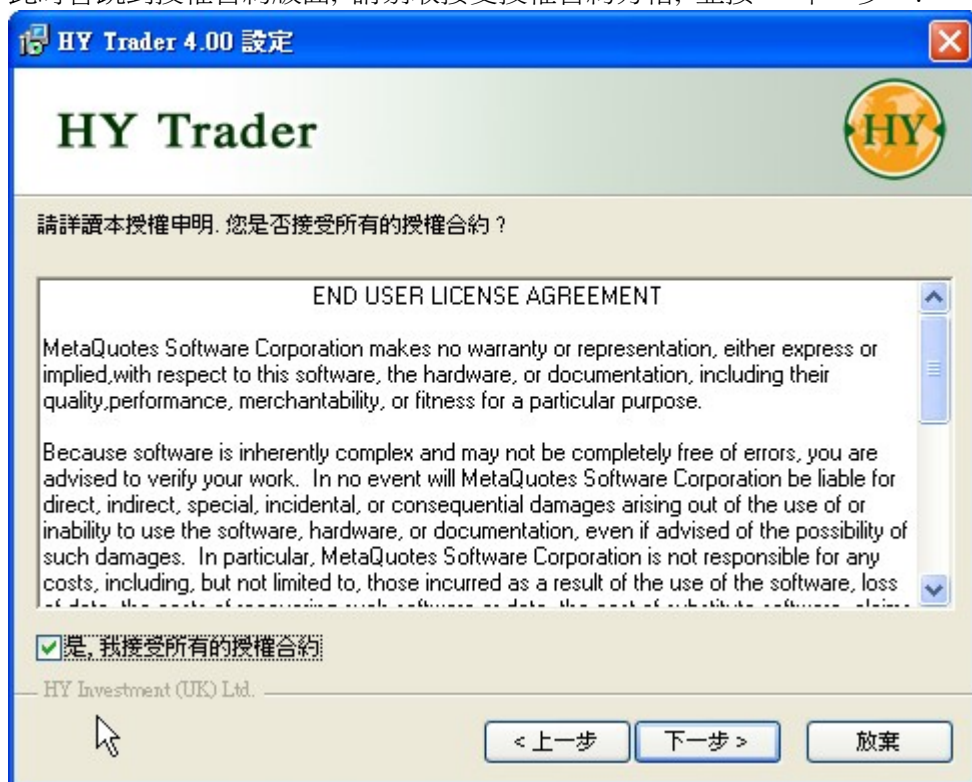 HY Trader 4.00 設定
HY Trader
HY
請詳讀本授權申明. 您是否接受所有的授權合約？
END USER LICENSE AGREEMENT
MetaQuotes Software Corporation makes no warranty or representation, either express or
implied,with respect to this software, the hardware, or documentation, including their
quality,performance, merchantability, or fitness for a particular purpose.
Because software is inherently complex and may not be completely free of errors, you are
advised to verify your work.  In no event will MetaQuotes Software Corporation be liable for
direct, indirect, special, incidental, or consequential damages arising out of the use of or
inability to use the software, hardware, or documentation, even if advised of the possibility of
such damages.  In particular, MetaQuotes Software Corporation is not responsible for any
costs, including, but not limited to, those incurred as a result of the use of the software, loss
是, 我接受所有的授權合約
HY Investment (UK) Ltd.
<上一步
下一步>
放棄